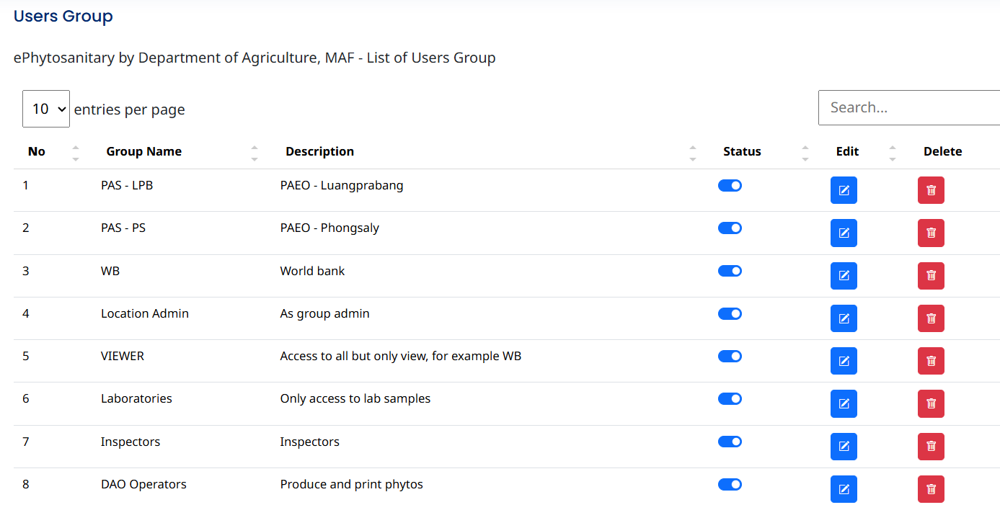 Users Group
ePhytosanitary by Department of Agriculture, MAF - List of Users Group
10 entries per page
Search...
No Group Name Description Status Edit Delete
1 PAS - LPB PAEO - Luangprabang
2 PAS - PS PAEO - Phongsaly
3 WB World bank
4 Location Admin As group admin
5 VIEWER Access to all but only view, for example WB
6 Laboratories Only access to lab samples
7 Inspectors Inspectors
8 DAO Operators Produce and print phytos